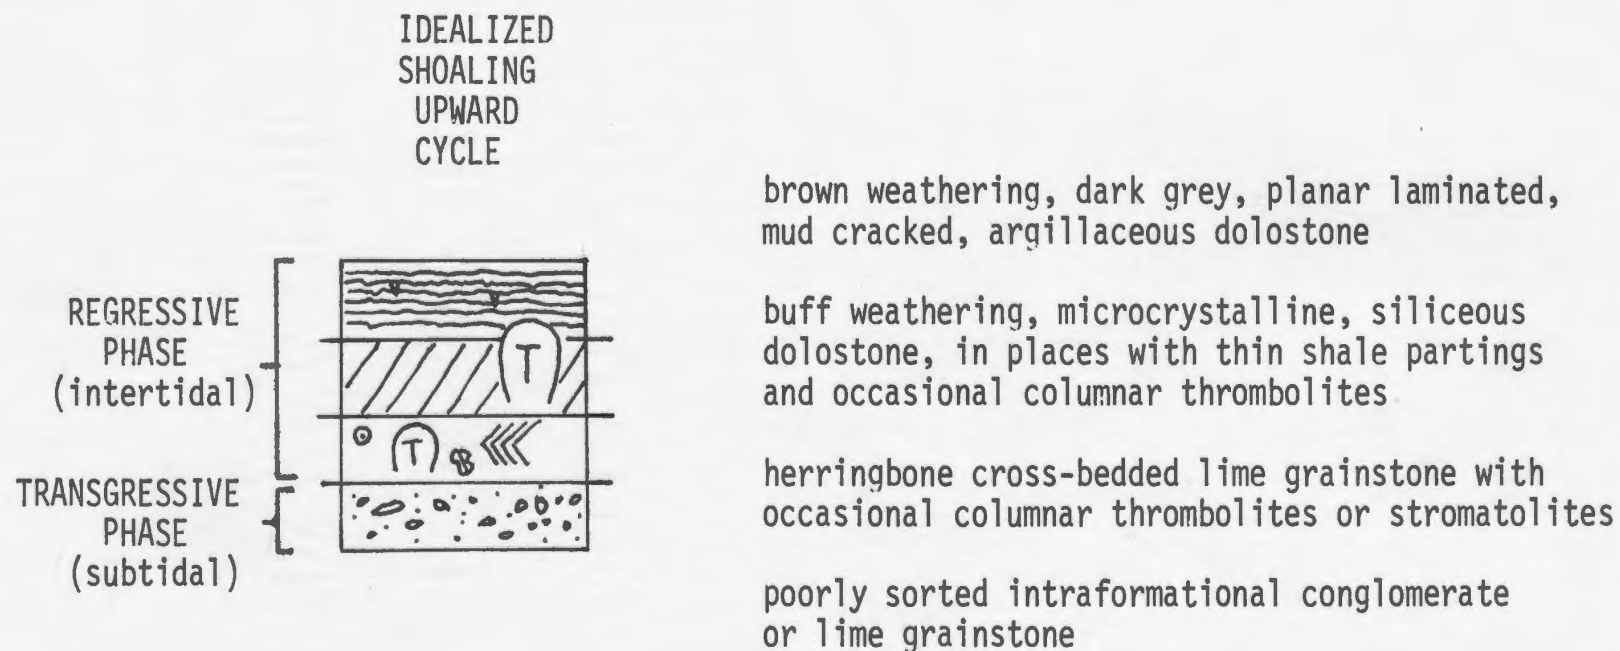 IDEALIZED
SHOALING
UPWARD
CYCLE
brown weathering, dark grey, planar laminated,
mud cracked, argillaceous dolostone
REGRESSIVE
PHASE
(intertidal)
buff weathering, microcrystalline, siliceous
dolostone, in places with thin shale partings
and occasional columnar thrombolites
T
T
TRANSGRESSIVE
PHASE
(subtidal)
herringbone cross-bedded lime grainstone with
occasional columnar thrombolites or stromatolites
poorly sorted intraformational conglomerate
or lime grainstone